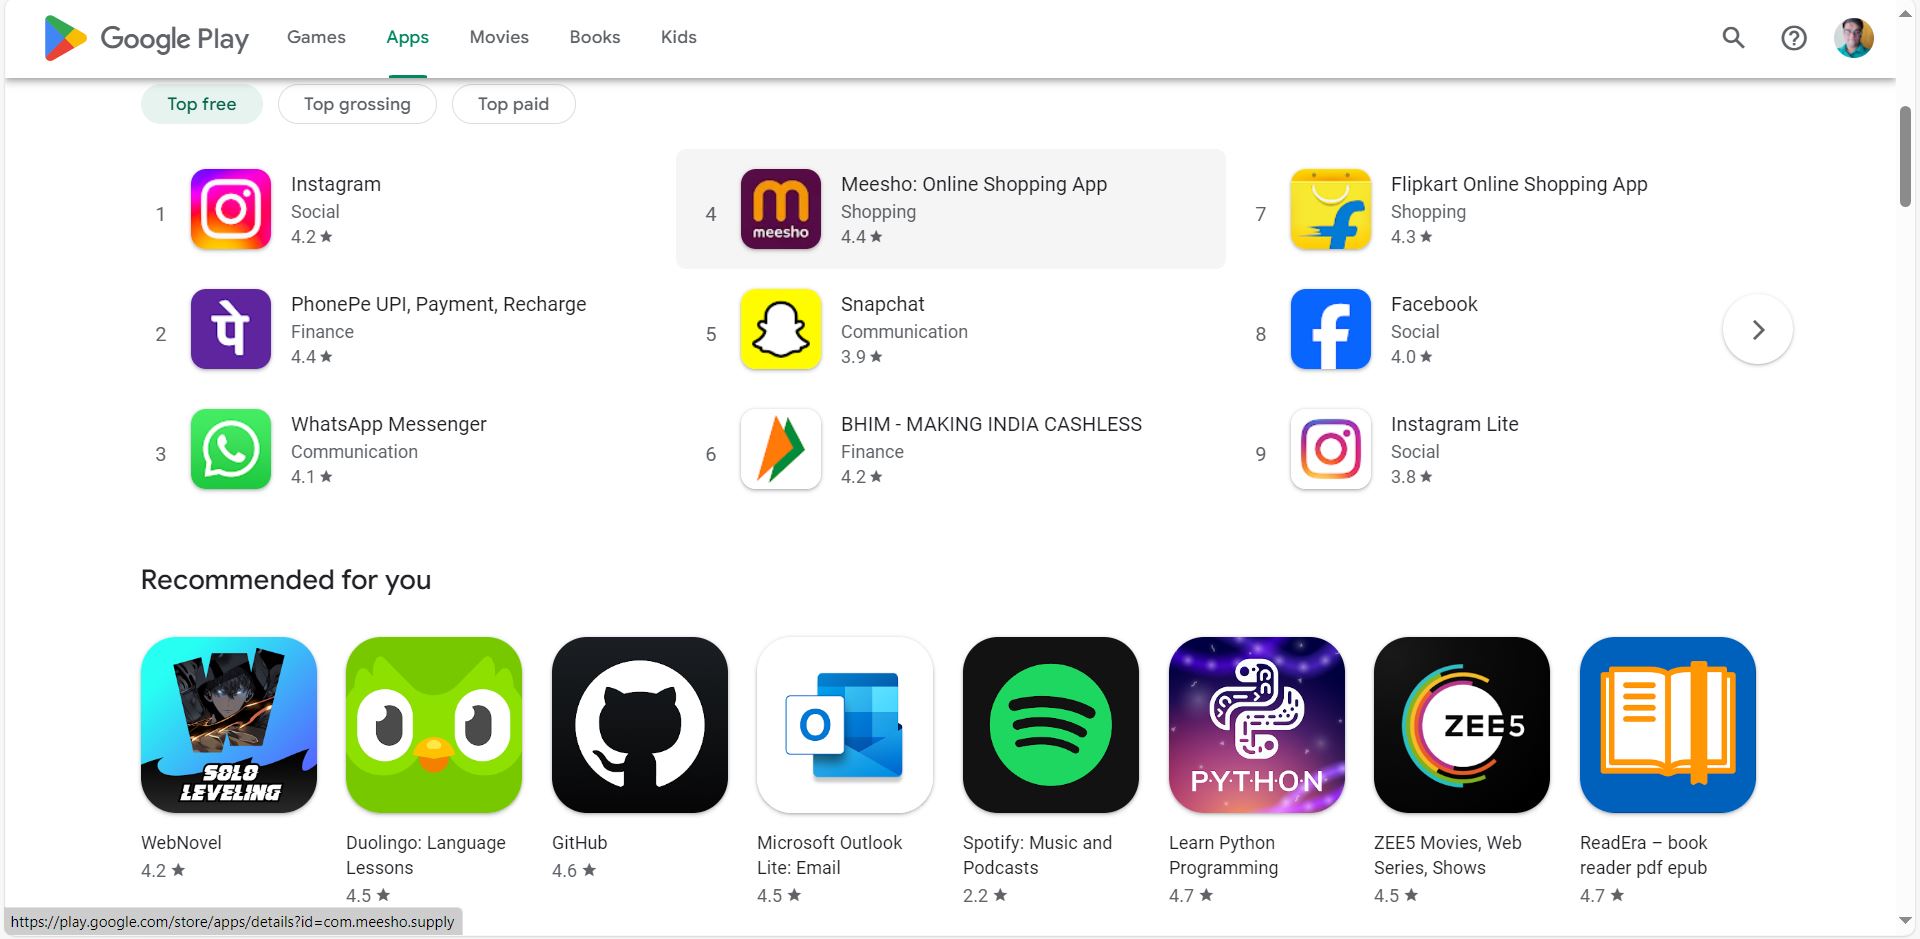 Google Play
Games
Apps
Movies
Books
Kids
Top free
Top grossing
Top paid
1
Instagram
Social
4.2 ★
2
पे
PhonePe UPI, Payment, Recharge
Finance
4.4 ★
3
WhatsApp Messenger
Communication
4.1 ★
4
meesho
Meesho: Online Shopping App
Shopping
4.4 ★
5
Snapchat
Communication
3.9 ★
6
BHIM - MAKING INDIA CASHLESS
Finance
4.2 ★
7
Flipkart Online Shopping App
Shopping
4.3 ★
8
Facebook
Social
4.0 ★
9
Instagram Lite
Social
3.8 ★
Recommended for you
SOLO
LEVELING
WebNovel
4.2 ★
Duolingo: Language
Lessons
4.5 ★
GitHub
4.6 ★
O
Microsoft Outlook
Lite: Email
4.5 ★
Spotify: Music and
Podcasts
2.2 ★
PYTHON
Learn Python
Programming
4.7 ★
ZEE5
ZEE5 Movies, Web
Series, Shows
4.5 ★
ReadEra – book
reader pdf epub
4.7 ★
https://play.google.com/store/apps/details?id=com.meesho.supply